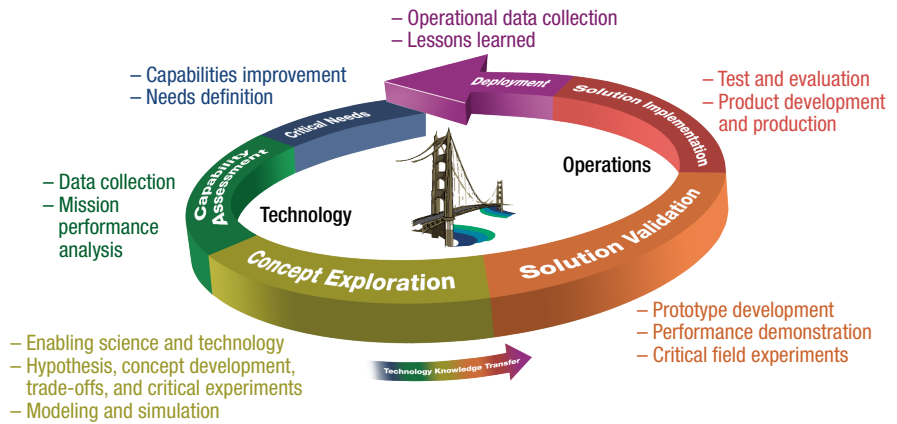 – Operational data collection
– Lessons learned
– Capabilities improvement
– Needs definition
Deployment
Solution Implementation
– Test and evaluation
– Product development
and production
Critical Needs
Capability
Assessment
Operations
– Data collection
– Mission
performance
analysis
Technology
Concept Exploration
Solution Validation
– Prototype development
– Performance demonstration
– Critical field experiments
– Enabling science and technology
– Hypothesis, concept development,
trade-offs, and critical experiments
– Modeling and simulation
Technology Knowledge Transfer